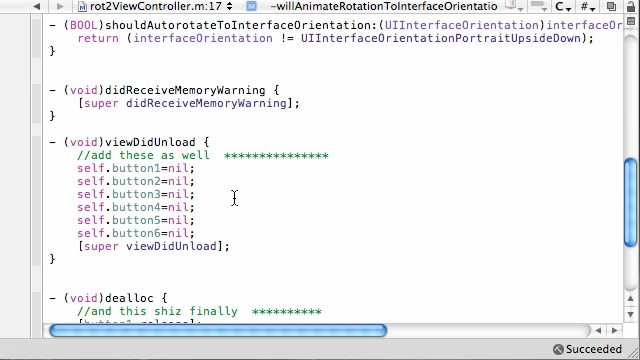 rot2ViewController.m:17 -willAnimateRotationToInterfaceOrientatio C #
- (BOOL)shouldAutorotateToInterfaceOrientation:(UIInterfaceOrientation)interfaceOr
return (interfaceOrientation != UIInterfaceOrientationPortraitUpsideDown);
}
- (void)didReceiveMemoryWarning {
[super didReceiveMemoryWarning];
}
- (void)viewDidUnload {
//add these as well ***************
self.button1=nil;
self.button2=nil;
self.button3=nil;
self.button4=nil;
self.button5=nil;
self.button6=nil;
[super viewDidUnload];
}
- (void)dealloc {
//and this shiz finally **********
[button1 release];
Succeeded